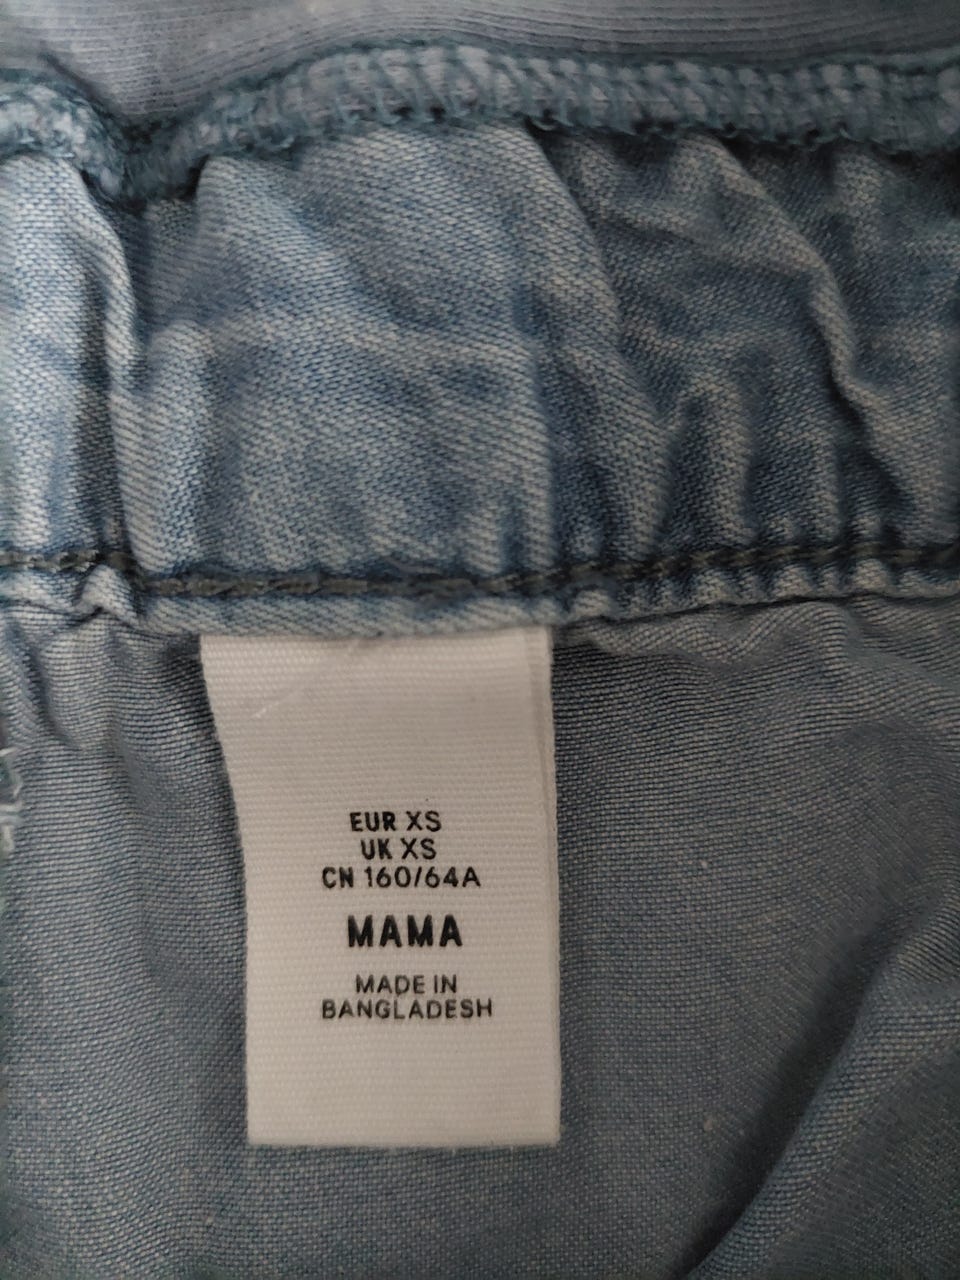 EUR XS
UK XS
CN 160/64A
MAMA
MADE IN
BANGLADESH